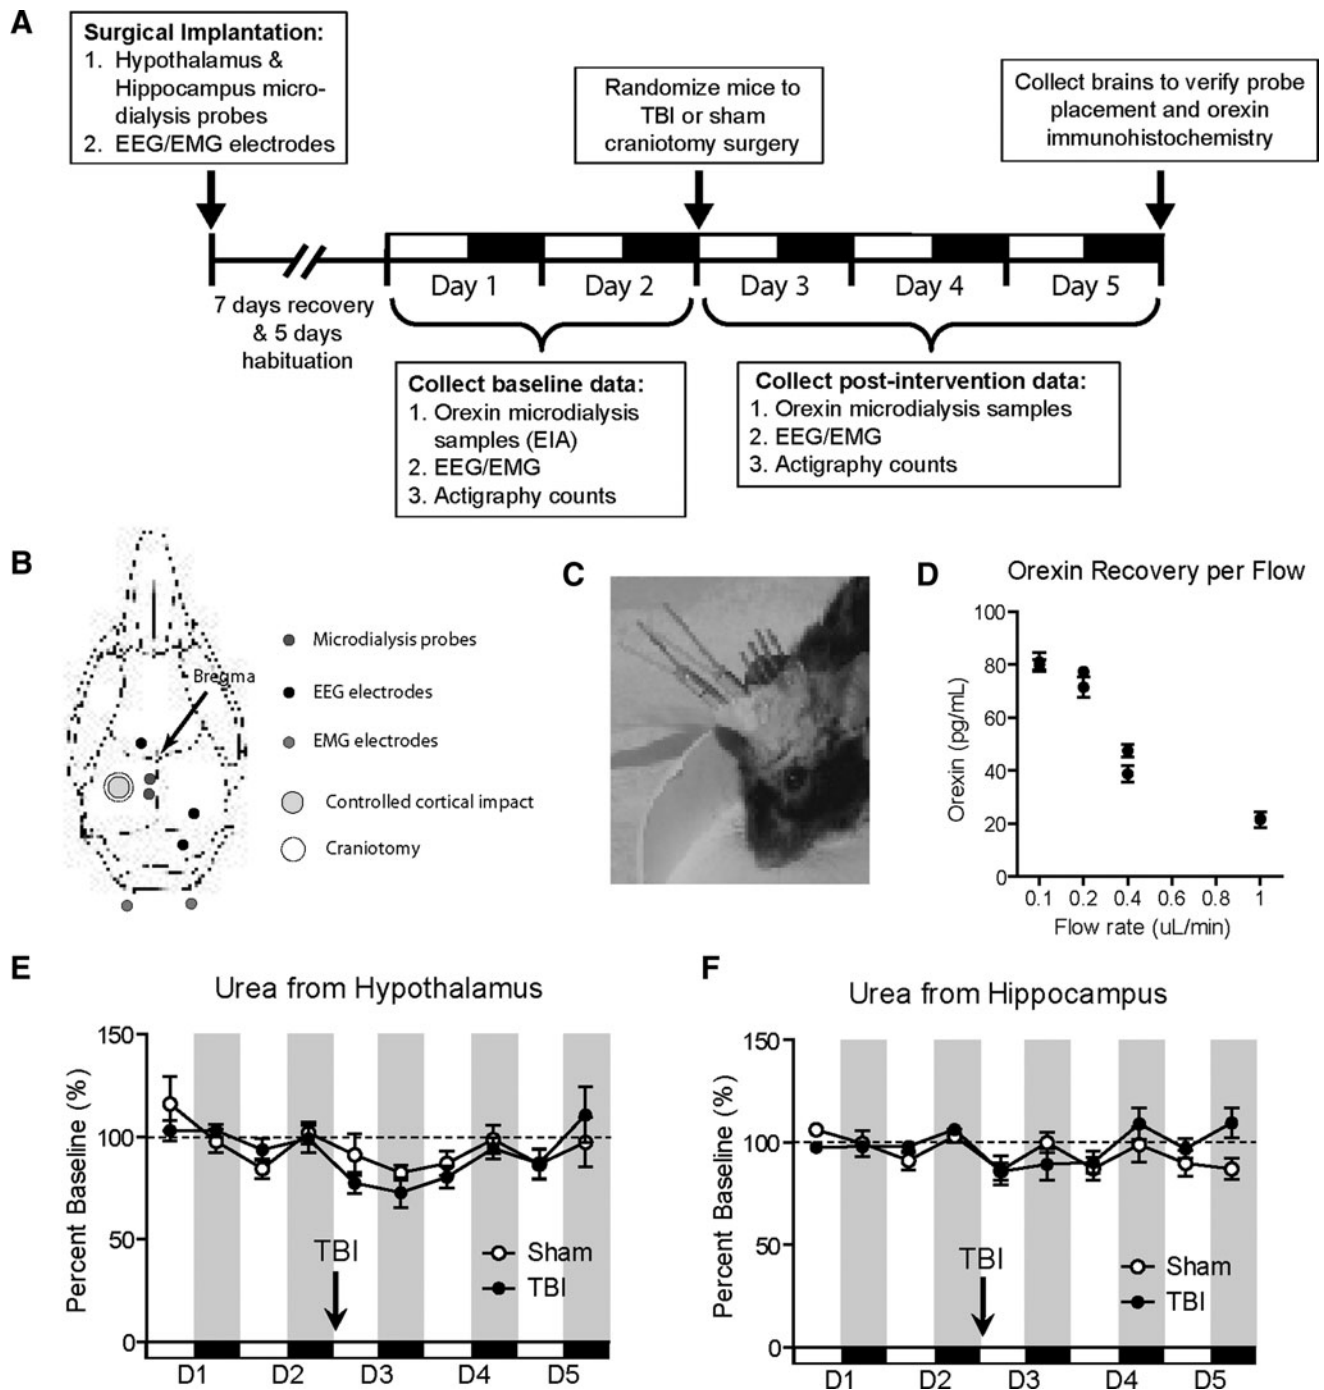 A
Surgical Implantation:
1. Hypothalamus &
Hippocampus micro-
dialysis probes
2. EEG/EMG electrodes
Randomize mice to
TBI or sham
craniotomy surgery
Collect brains to verify probe
placement and orexin
immunohistochemistry
Day 1
Day 2
Day 3
Day 4
Day 5
7 days recovery
& 5 days
habituation
Collect baseline data:
1. Orexin microdialysis
samples (EIA)
2. EEG/EMG
3. Actigraphy counts
Collect post-intervention data:
1. Orexin microdialysis samples
2. EEG/EMG
3. Actigraphy counts
B
Bregma
Microdialysis probes
EEG electrodes
EMG electrodes
Controlled cortical impact
Craniotomy
C
D
Orexin Recovery per Flow
Orexin (pg/mL)
100
80
60
40
20
0
0.1 0.2 0.4 0.6 0.8 1
Flow rate (uL/min)
E
Urea from Hypothalamus
Percent Baseline (%)
150
100
50
0
TBI
Sham
TBI
D1 D2 D3 D4 D5
F
Urea from Hippocampus
Percent Baseline (%)
150
100
50
0
TBI
Sham
TBI
D1 D2 D3 D4 D5